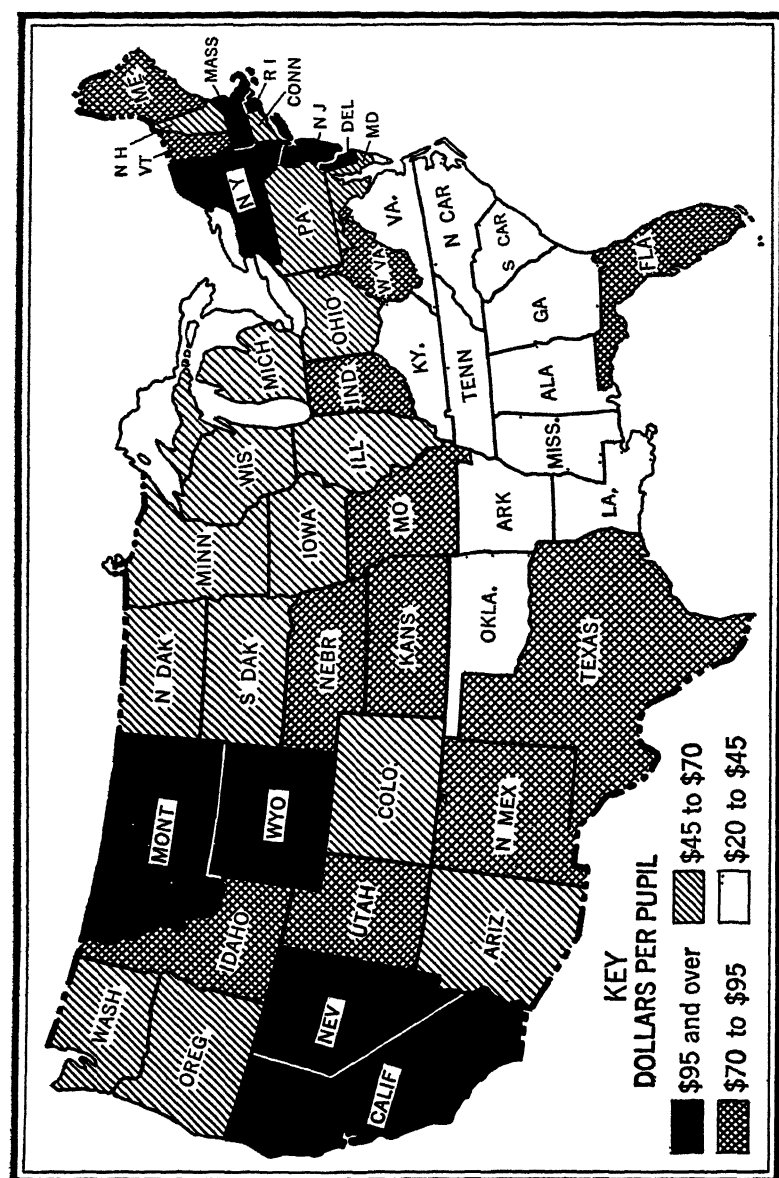 WASH
MONT
N DAK
MINN
ME
N H
VT
MASS
R I
CONN
N Y
N J
DEL
MD
OREG
IDAHO
WYO
S DAK
WIS
MICH
PA
NEV
UTAH
COLO.
NEBR
IOWA
ILL
IND
OHIO
W VA
VA.
CALIF
ARIZ
N MEX
KANS
MO
KY.
TENN
N CAR
S CAR
OKLA.
ARK
TEXAS
LA.
MISS.
ALA
GA
FLA.
KEY
DOLLARS PER PUPIL
$95 and over
$45 to $70
$70 to $95
$20 to $45